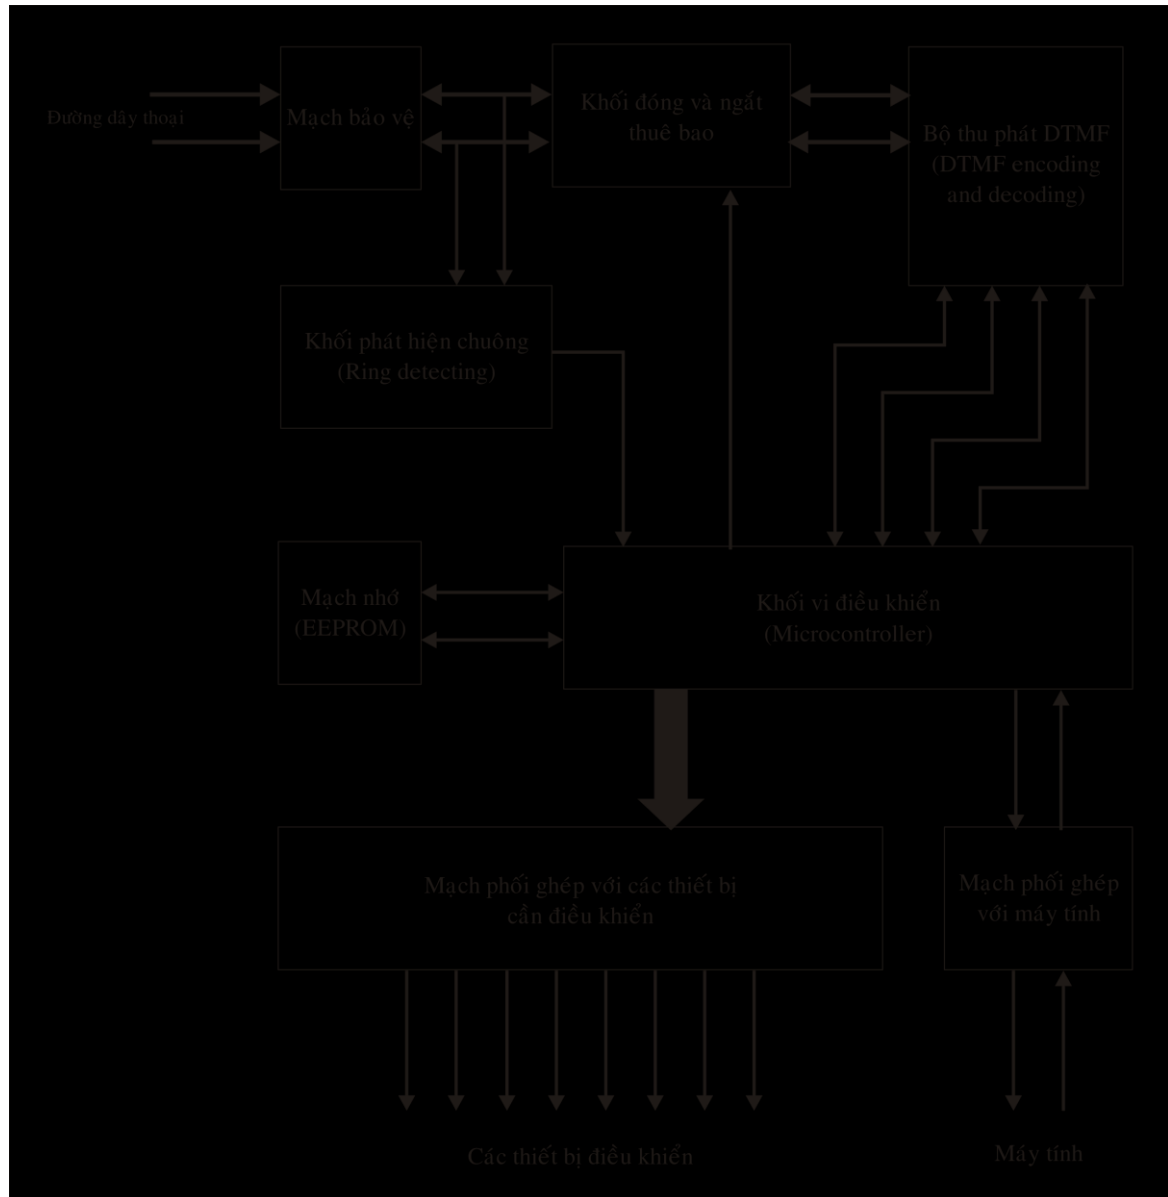 Đường dây thoại
Mạch bảo vệ
Khối đóng và ngắt
thuê bao
Bộ thu phát DTMF
(DTMF encoding
and decoding)
Khối phát hiện chuông
(Ring detecting)
Mạch nhớ
(EEPROM)
Khối vi điều khiển
(Microcontroller)
Mạch phối ghép với các thiết bị
cần điều khiển
Mạch phối ghép
với máy tính
Các thiết bị điều khiển
Máy tính